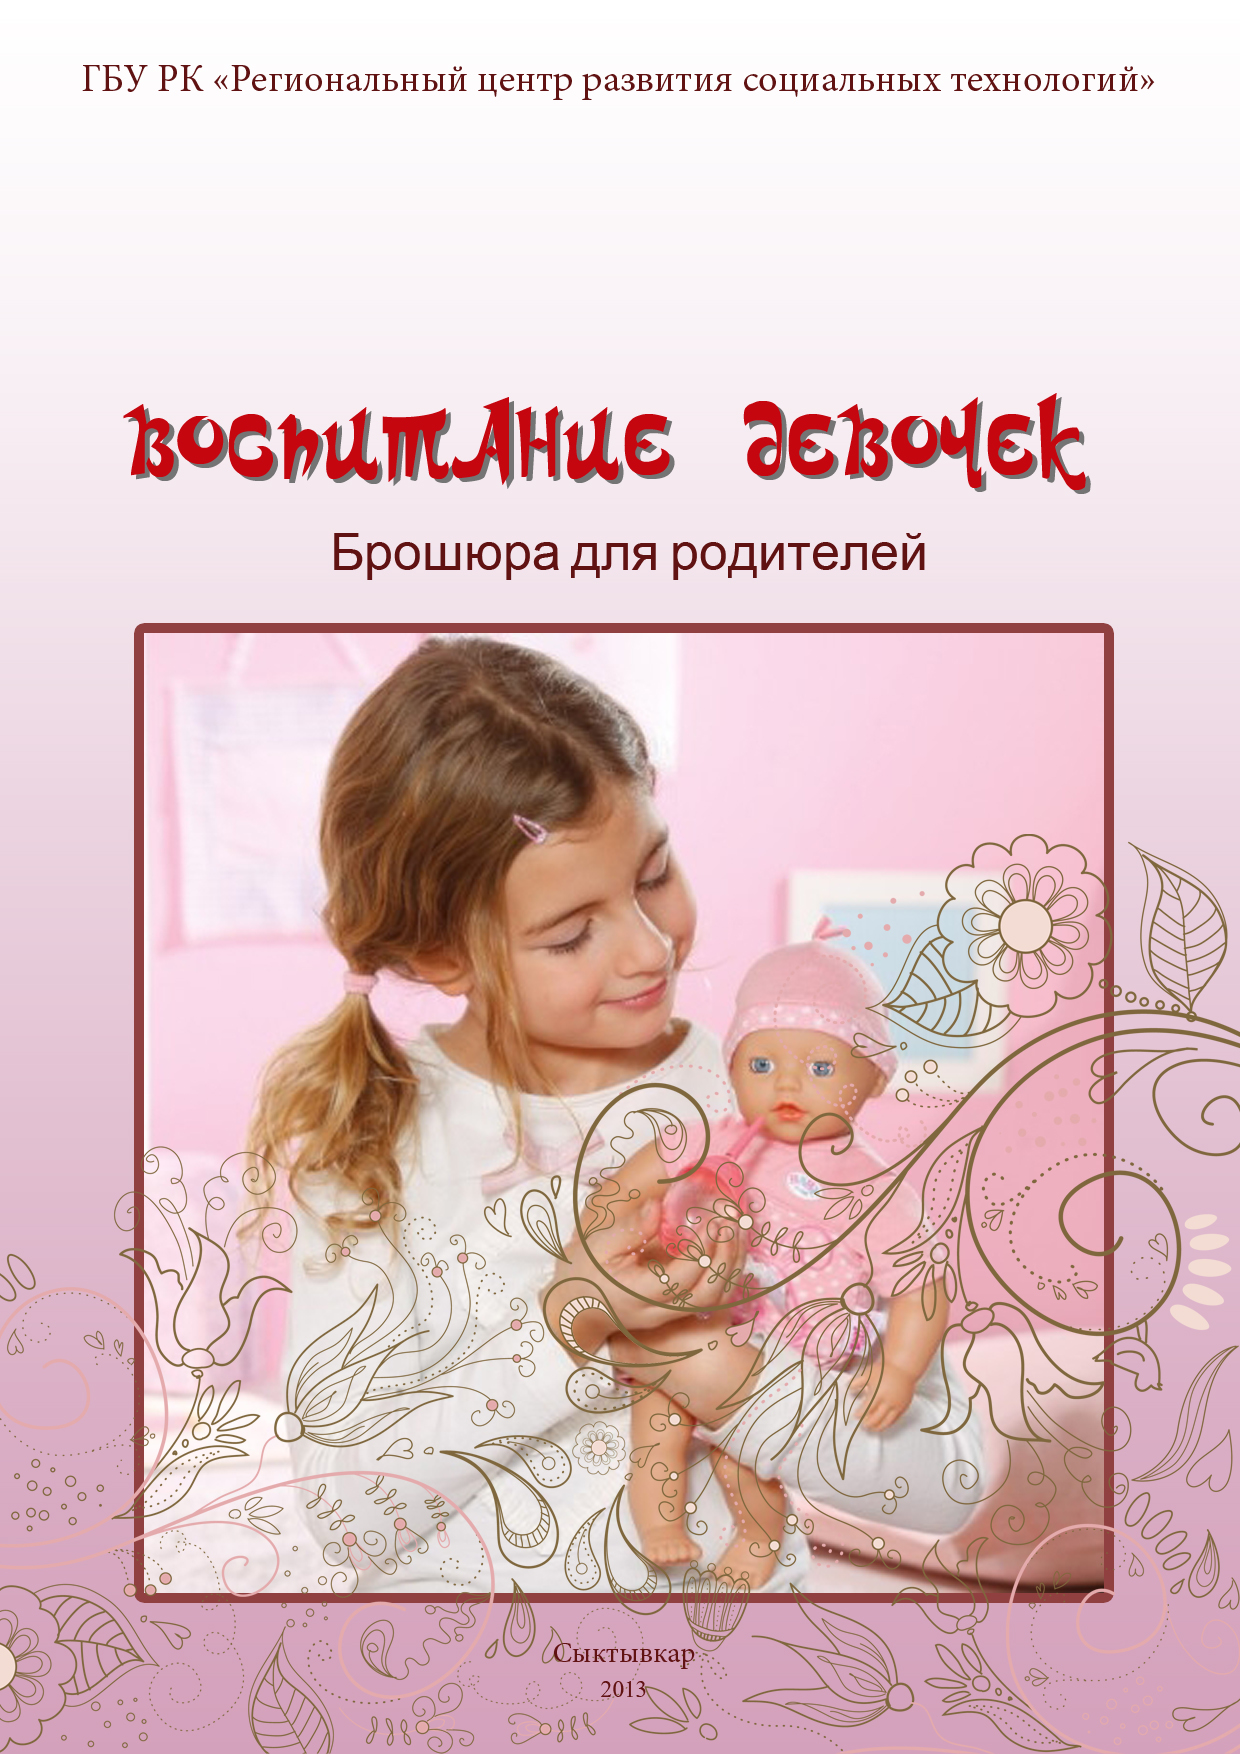 ГБУ РК «Региональный центр развития социальных технологий»
воспитание девочек
Брошюра для родителей
Сыктывкар
2013